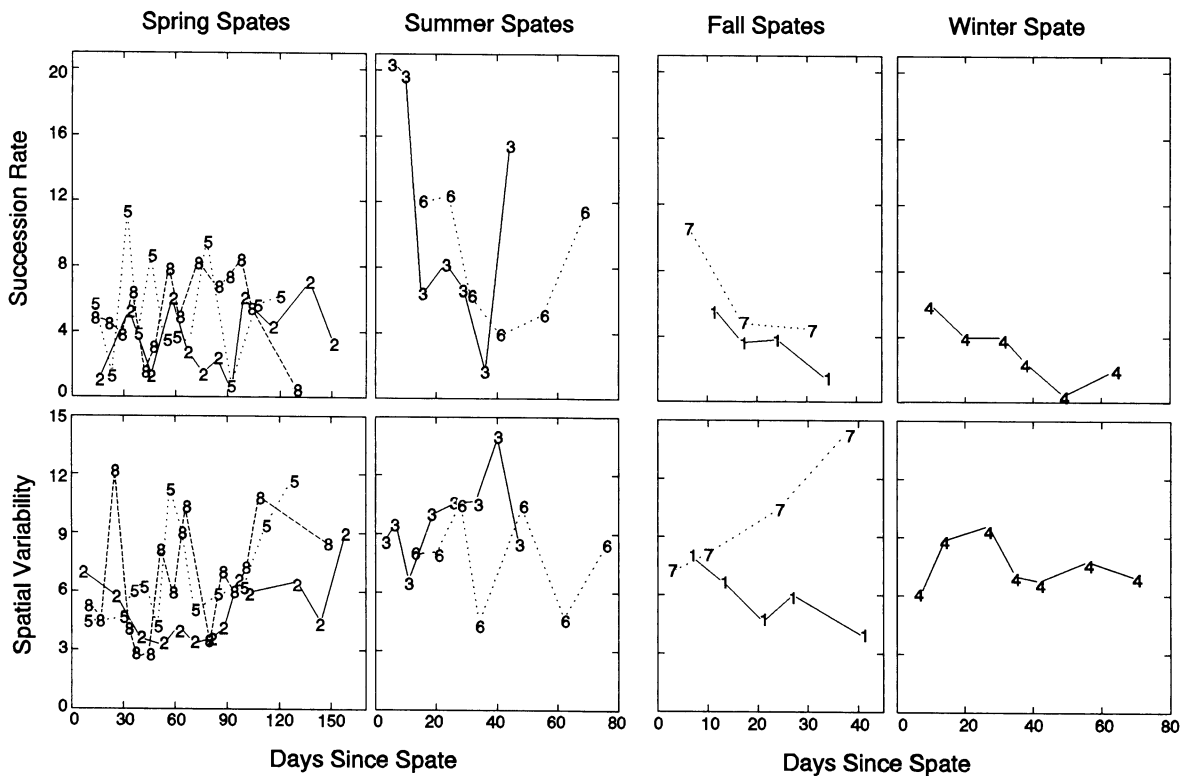 Spring Spates
Summer Spates
Fall Spates
Winter Spate
Succession Rate
20
16
12
8
4
0
Spatial Variability
15
12
9
6
3
0
0 30 60 90 120 150
0 20 40 60 80
0 10 20 30 40
0 20 40 60 80
Days Since Spate
Days Since Spate